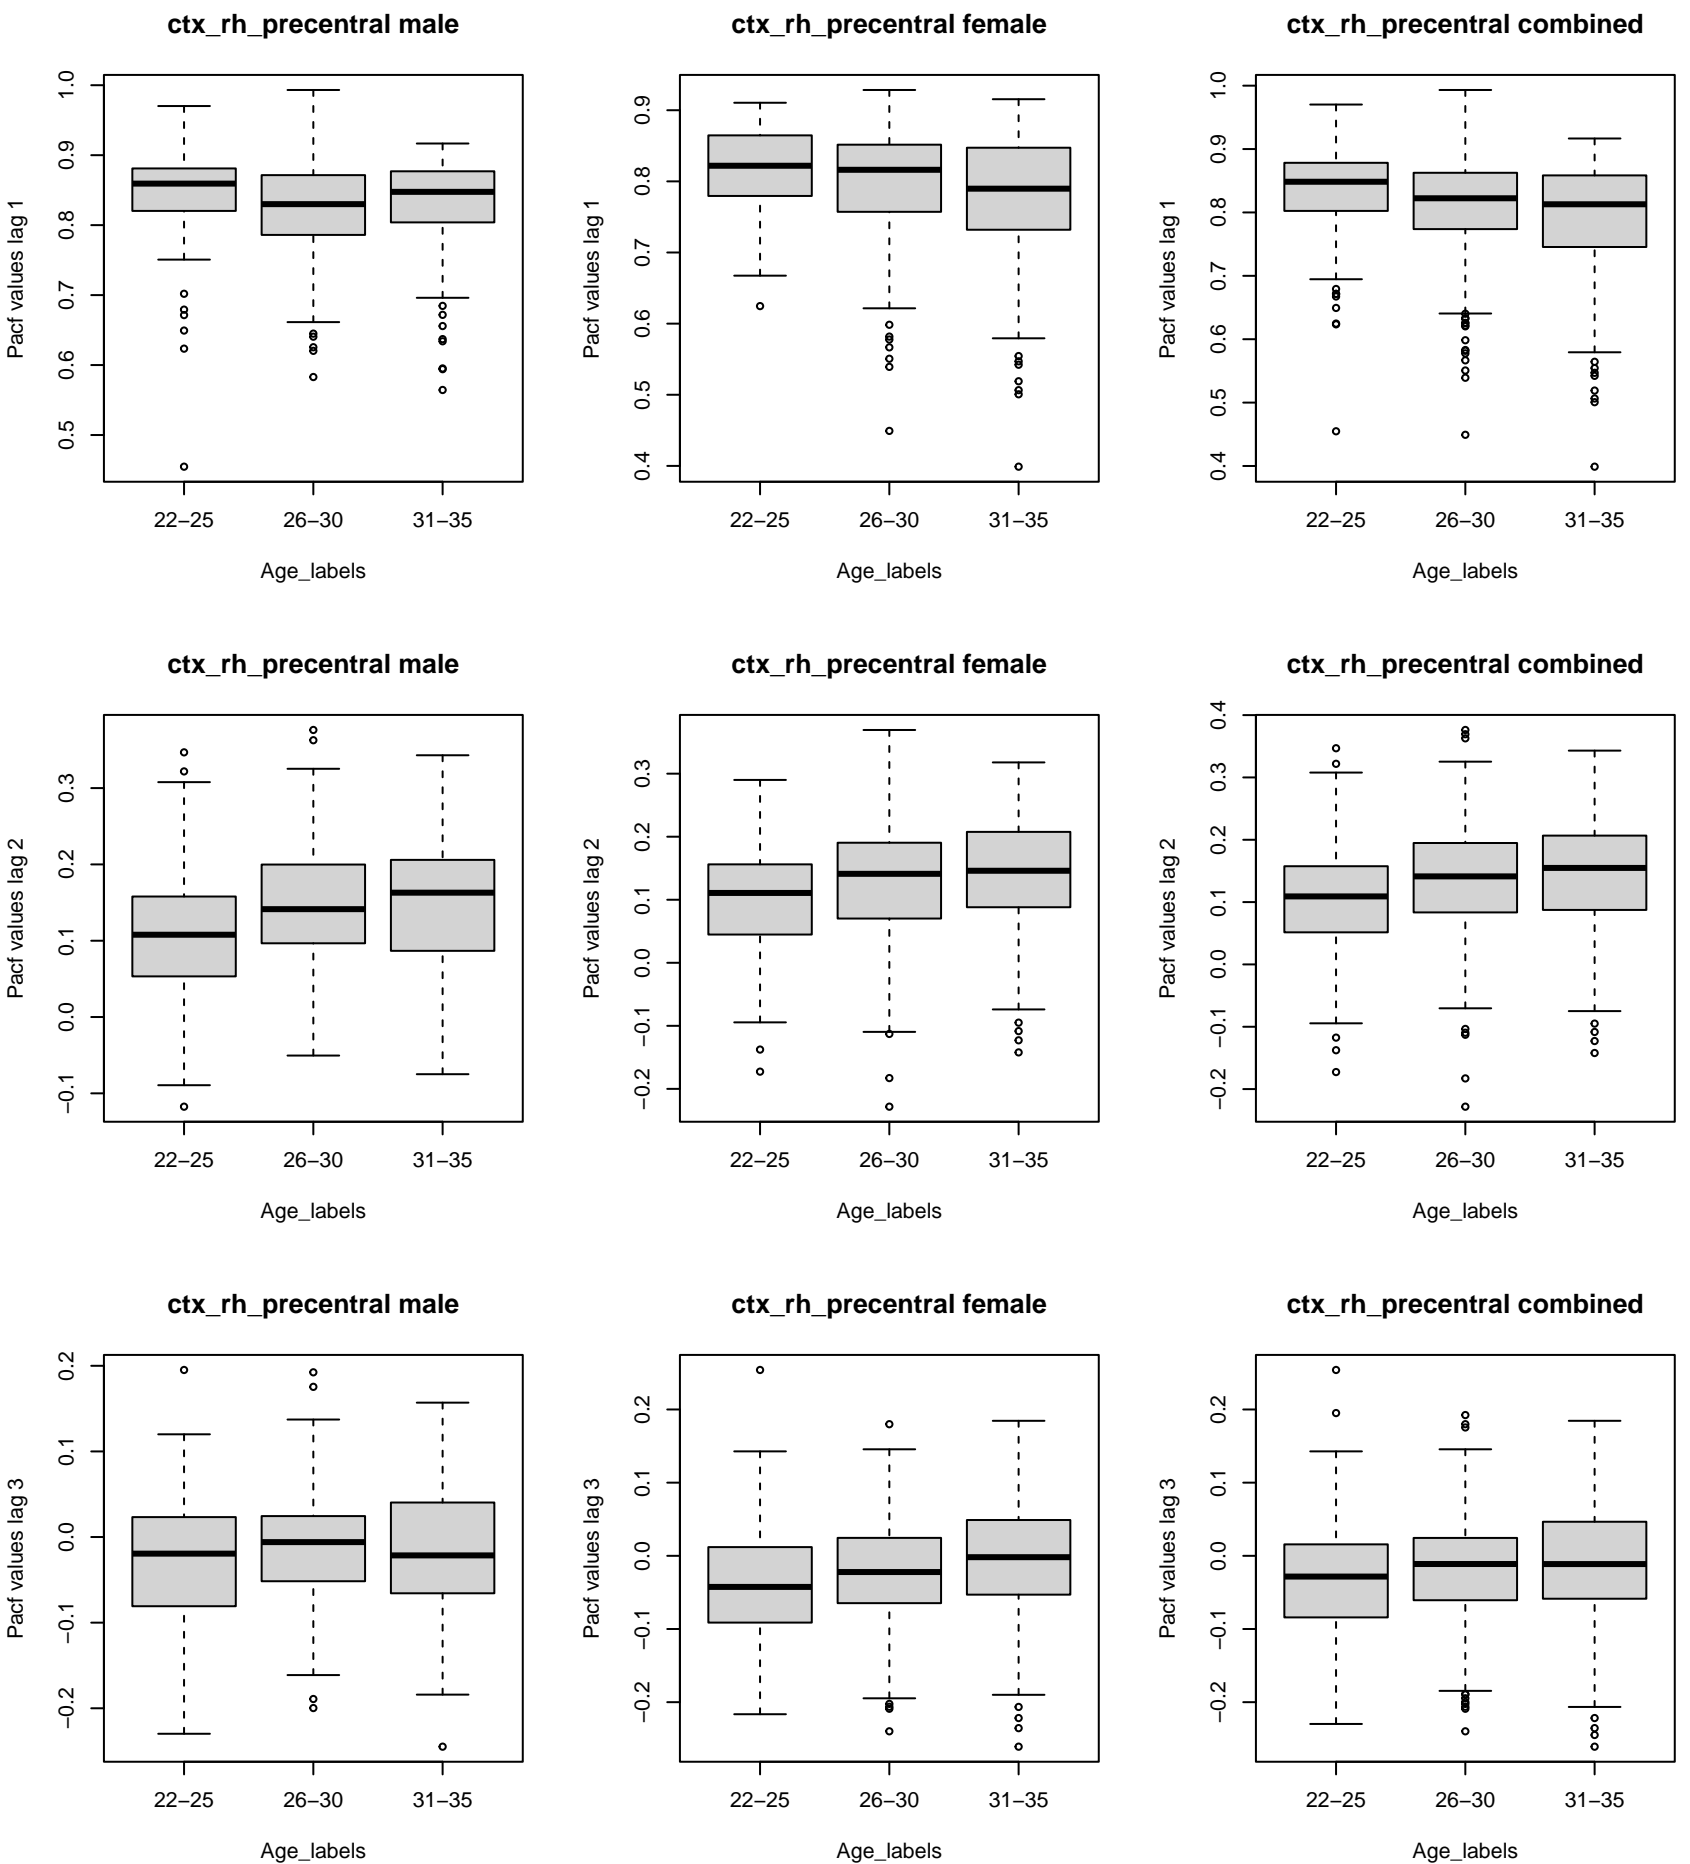 ctx_rh_precentral male
Pacf values lag 1
1.0
0.9
0.8
0.7
0.6
0.5
22−25 26−30 31−35
Age_labels
ctx_rh_precentral female
Pacf values lag 1
0.9
0.8
0.7
0.6
0.5
0.4
22−25 26−30 31−35
Age_labels
ctx_rh_precentral combined
Pacf values lag 1
1.0
0.9
0.8
0.7
0.6
0.5
0.4
22−25 26−30 31−35
Age_labels
ctx_rh_precentral male
Pacf values lag 2
0.3
0.2
0.1
0.0
−0.1
22−25 26−30 31−35
Age_labels
ctx_rh_precentral female
Pacf values lag 2
0.3
0.2
0.1
0.0
−0.1
−0.2
22−25 26−30 31−35
Age_labels
ctx_rh_precentral combined
Pacf values lag 2
0.4
0.3
0.2
0.1
0.0
−0.1
−0.2
22−25 26−30 31−35
Age_labels
ctx_rh_precentral male
Pacf values lag 3
0.2
0.1
0.0
−0.1
−0.2
22−25 26−30 31−35
Age_labels
ctx_rh_precentral female
Pacf values lag 3
0.2
0.1
0.0
−0.1
−0.2
22−25 26−30 31−35
Age_labels
ctx_rh_precentral combined
Pacf values lag 3
0.2
0.1
0.0
−0.1
−0.2
22−25 26−30 31−35
Age_labels